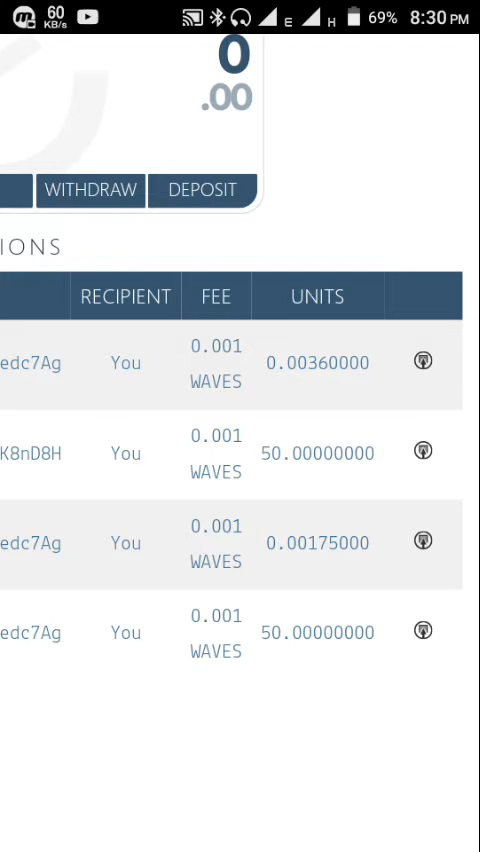 60
KB/s
E
H
69%
8:30 PM
0
.00
WITHDRAW
DEPOSIT
IONS
RECIPIENT
FEE
UNITS
edc7Ag
You
0.001
WAVES
0.00360000
K8nD8H
You
0.001
WAVES
50.00000000
edc7Ag
You
0.001
WAVES
0.00175000
edc7Ag
You
0.001
WAVES
50.00000000